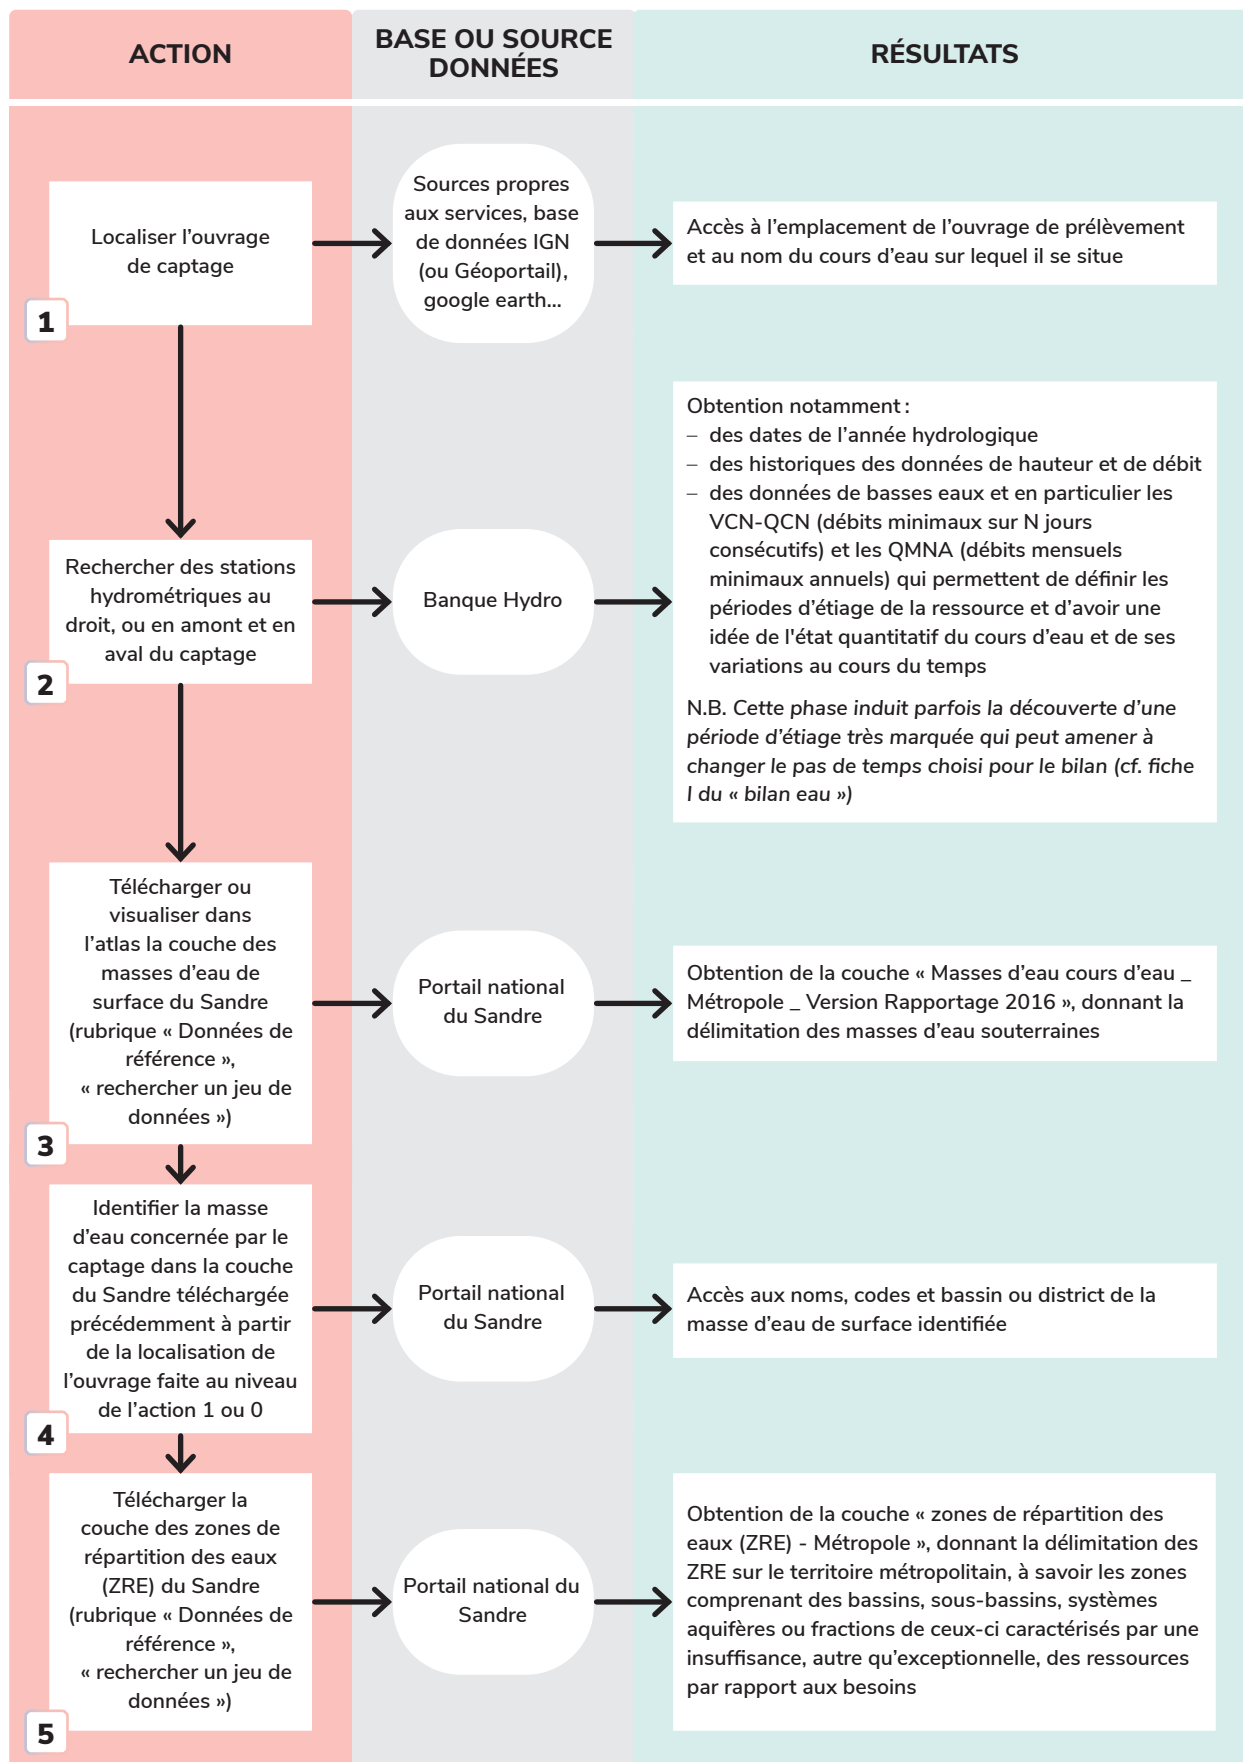 ACTION
BASE OU SOURCE
DONNÉES
RÉSULTATS
Localiser l'ouvrage
de captage
1
Sources propres
aux services, base
de données IGN
(ou Géoportail),
google earth...
Accès à l'emplacement de l'ouvrage de prélèvement
et au nom du cours d'eau sur lequel il se situe
Rechercher des stations
hydrométriques au
droit, ou en amont et en
aval du captage
2
Banque Hydro
Obtention notamment :
– des dates de l'année hydrologique
– des historiques des données de hauteur et de débit
– des données de basses eaux et en particulier les
VCN-QCN (débits minimaux sur N jours
consécutifs) et les QMNA (débits mensuels
minimaux annuels) qui permettent de définir les
périodes d'étiage de la ressource et d'avoir une
idée de l'état quantitatif du cours d'eau et de ses
variations au cours du temps
N.B. Cette phase induit parfois la découverte d'une
période d'étiage très marquée qui peut amener à
changer le pas de temps choisi pour le bilan (cf. fiche
I du « bilan eau »)
Télécharger ou
visualiser dans
l'atlas la couche des
masses d'eau de
surface du Sandre
(rubrique « Données de
référence »,
« rechercher un jeu de
données »)
3
Portail national
du Sandre
Obtention de la couche « Masses d'eau cours d'eau _
Métropole _ Version Rapportage 2016 », donnant la
délimitation des masses d'eau souterraines
Identifier la masse
d'eau concernée par le
captage dans la couche
du Sandre téléchargée
précédemment à partir
de la localisation de
l'ouvrage faite au niveau
de l'action 1 ou 0
4
Portail national
du Sandre
Accès aux noms, codes et bassin ou district de la
masse d'eau de surface identifiée
Télécharger la
couche des zones de
répartition des eaux
(ZRE) du Sandre
(rubrique « Données de
référence »,
« rechercher un jeu de
données »)
5
Portail national du
Sandre
Obtention de la couche « zones de répartition des
eaux (ZRE) - Métropole », donnant la délimitation des
ZRE sur le territoire métropolitain, à savoir les zones
comprenant des bassins, sous-bassins, systèmes
aquifères ou fractions de ceux-ci caractérisés par une
insuffisance, autre qu'exceptionnelle, des ressources
par rapport aux besoins